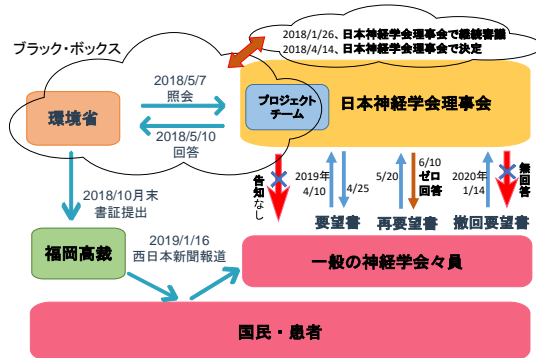 2018/1/26、日本神経学会理事会で継続審議
2018/4/14、日本神経学会理事会で決定
ブラック・ボックス
2018/5/7
照会
環境省
プロジェクト
チーム
日本神経学会理事会
2018/5/10
回答
告知なし
2019年
4/10
4/25
要望書
5/20
6/10
ゼロ
回答
再要望書
2020年
1/14
無回答
撤回要望書
2018/10月末
書証提出
福岡高裁
2019/1/16
西日本新聞報道
一般の神経学会々員
国民・患者